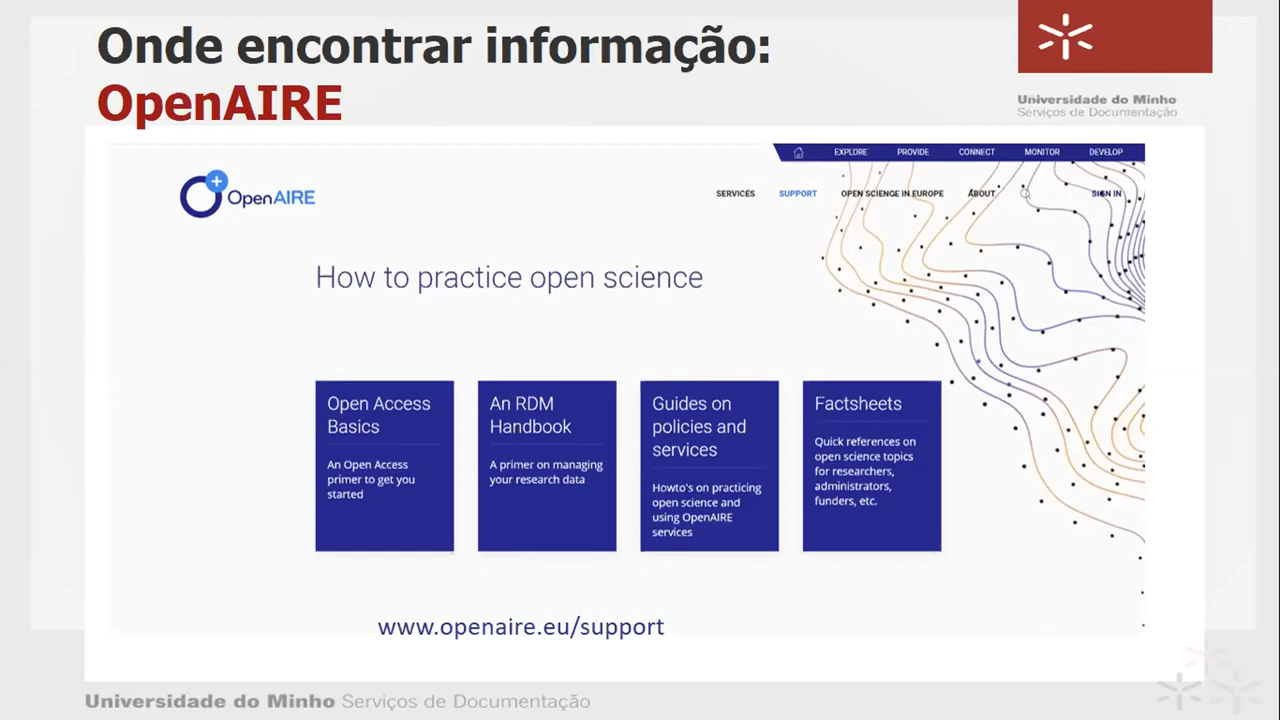 Onde encontrar informação:
OpenAIRE
Universidade do Minho
Serviços de Documentação
EXPLORE PROVIDE CONNECT MONITOR DEVELOP
OpenAIRE
SERVICES SUPPORT OPEN SCIENCE IN EUROPE ABOUT SIGN IN
How to practice open science
Open Access
Basics
An Open Access
primer to get you
started
An RDM
Handbook
A primer on managing
your research data
Guides on
policies and
services
Howto's on practicing
open science and
using OpenAIRE
services
Factsheets
Quick references on
open science topics
for researchers,
administrators,
funders, etc.
www.openaire.eu/support
Universidade do Minho Serviços de Documentação